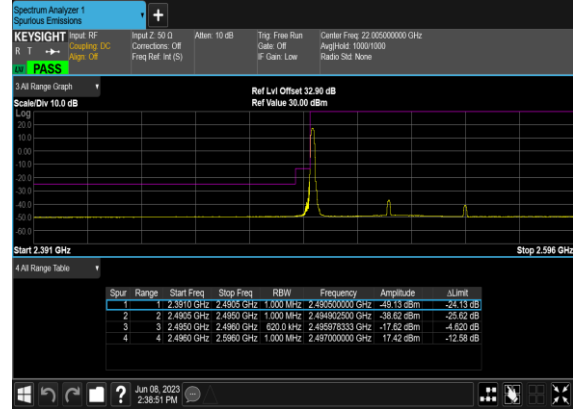 Spectrum Analyzer 1
Spurious Emissions
KEYSIGHT Input: RF
R T Coupling: DC
Align: Off
Input Z: 50 Ω
Corrections: Off
Freq Ref: Int (S)
Atten: 10 dB
Trig: Free Run
Gate: Off
IF Gain: Low
Center Freq: 22.005000000 GHz
Avg|Hold: 1000/1000
Radio Std: None
PASS
3 All Range Graph
Scale/Div 10.0 dB
Ref Lvl Offset 32.90 dB
Ref Value 30.00 dBm
Log
20.0
10.0
0.00
-10.0
-20.0
-30.0
-40.0
-50.0
-60.0
Start 2.391 GHz
Stop 2.596 GHz
4 All Range Table
Spur Range Start Freq Stop Freq RBW Frequency Amplitude ΔLimit
1 1 2.3910 GHz 2.4905 GHz 1.000 MHz 2.490500000 GHz -49.13 dBm -24.13 dB
2 2 2.4905 GHz 2.4950 GHz 1.000 MHz 2.494902500 GHz -38.62 dBm -25.62 dB
3 3 2.4950 GHz 2.4960 GHz 620.0 kHz 2.495978333 GHz -17.62 dBm -4.620 dB
4 4 2.4960 GHz 2.5960 GHz 1.000 MHz 2.497000000 GHz 17.42 dBm -12.58 dB
?
Jun 08, 2023
2:38:51 PM